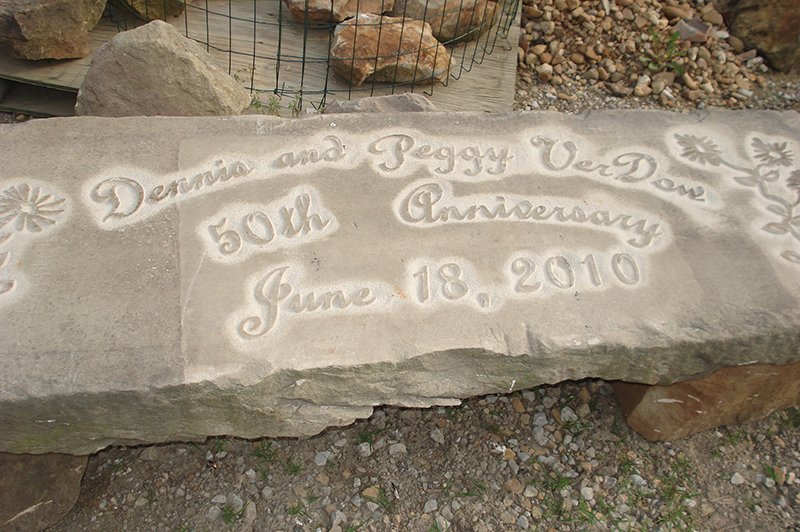 Dennis and Peggy VerDow
50th Anniversary
June 18, 2010